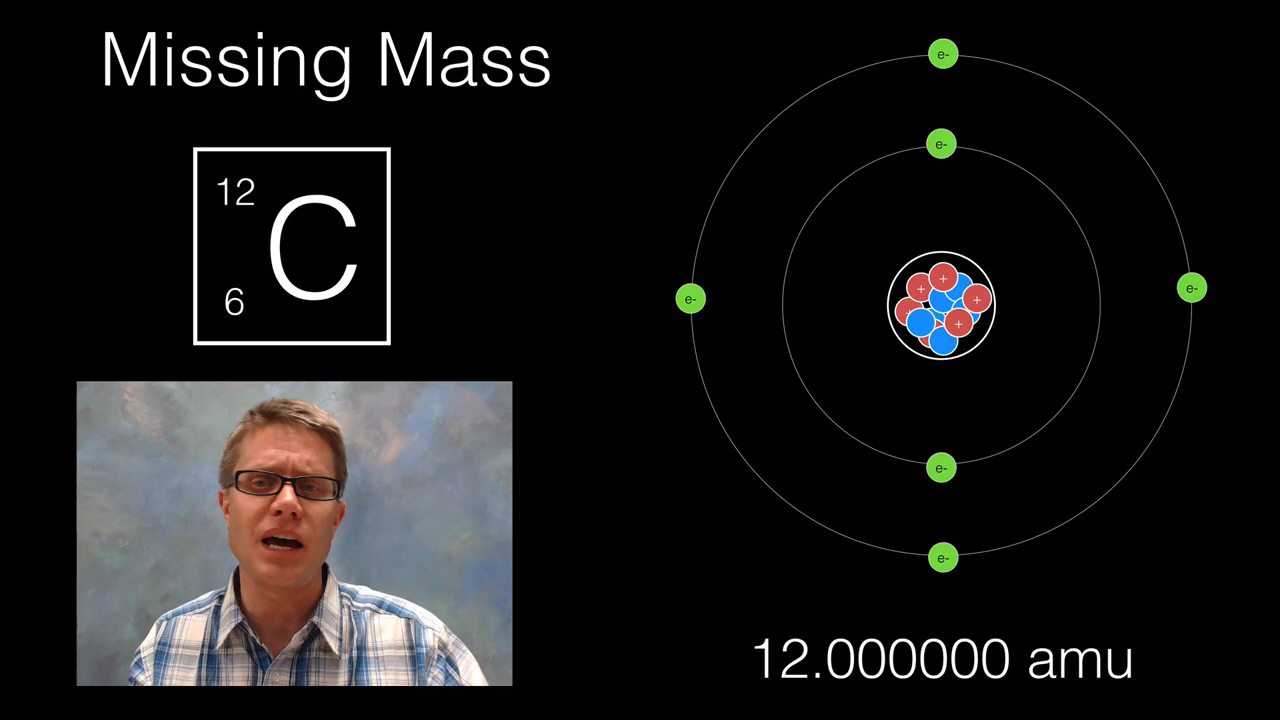 Missing Mass
12
C
6
e-
e-
e-
e-
e-
e-
+
+
+
+
+
12.000000 amu